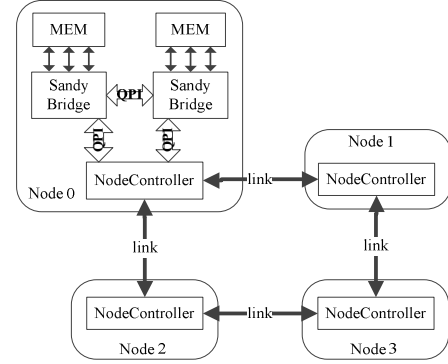 MEM
MEM
Sandy
Bridge
QPI
Sandy
Bridge
QPI
QPI
NodeController
Node 0
link
Node 1
NodeController
link
link
NodeController
Node 2
link
NodeController
Node 3